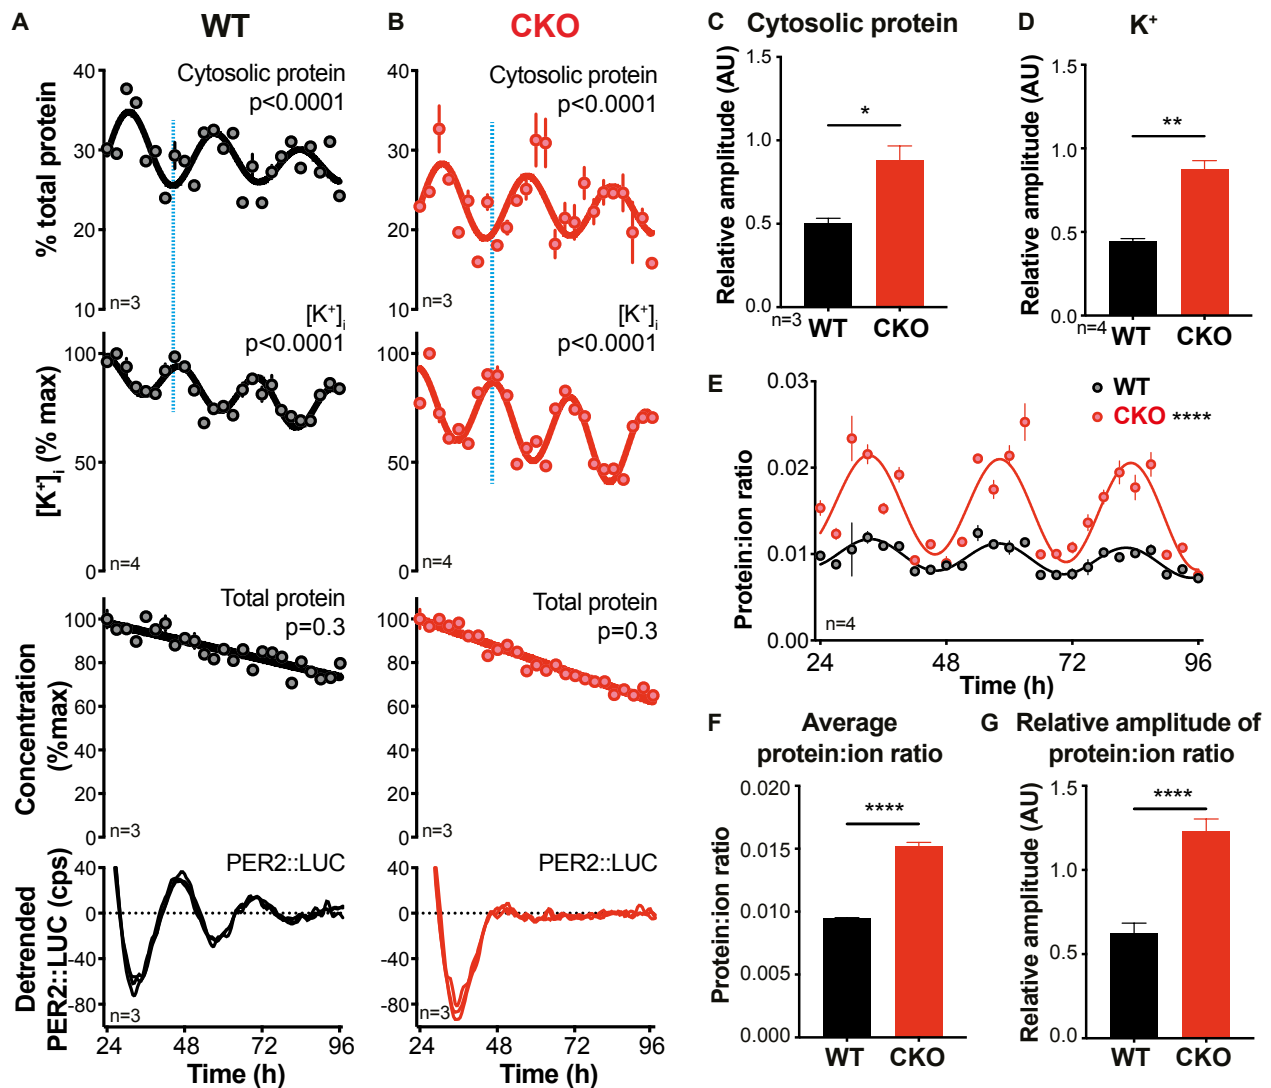 A
WT
B
CKO
% total protein
40
30
20
10
Cytosolic protein
p<0.0001
n=3
40
30
20
10
Cytosolic protein
p<0.0001
n=3
[K+]i (% max)
100
50
0
[K+]i
p<0.0001
n=4
100
50
0
[K+]i
p<0.0001
n=4
Concentration
(%max)
100
80
60
40
20
0
Total protein
p=0.3
n=3
100
80
60
40
20
0
Total protein
p=0.3
n=3
Detrended
PER2::LUC (cps)
40
0
-40
-80
PER2::LUC
n=3
24
48
72
96
Time (h)
40
0
-40
-80
PER2::LUC
n=3
24
48
72
96
Time (h)
C
Cytosolic protein
Relative amplitude (AU)
1.5
1.0
0.5
0.0
*
n=3
WT
CKO
D
K+
Relative amplitude (AU)
1.5
1.0
0.5
0.0
**
n=4
WT
CKO
E
Protein:ion ratio
0.03
0.02
0.01
0.00
WT
CKO ****
n=4
24
48
72
96
Time (h)
F
Average
protein:ion ratio
Protein:ion ratio
0.020
0.015
0.010
0.005
0.000
****
WT
CKO
G
Relative amplitude of
protein:ion ratio
Relative amplitude (AU)
1.5
1.0
0.5
0.0
****
WT
CKO